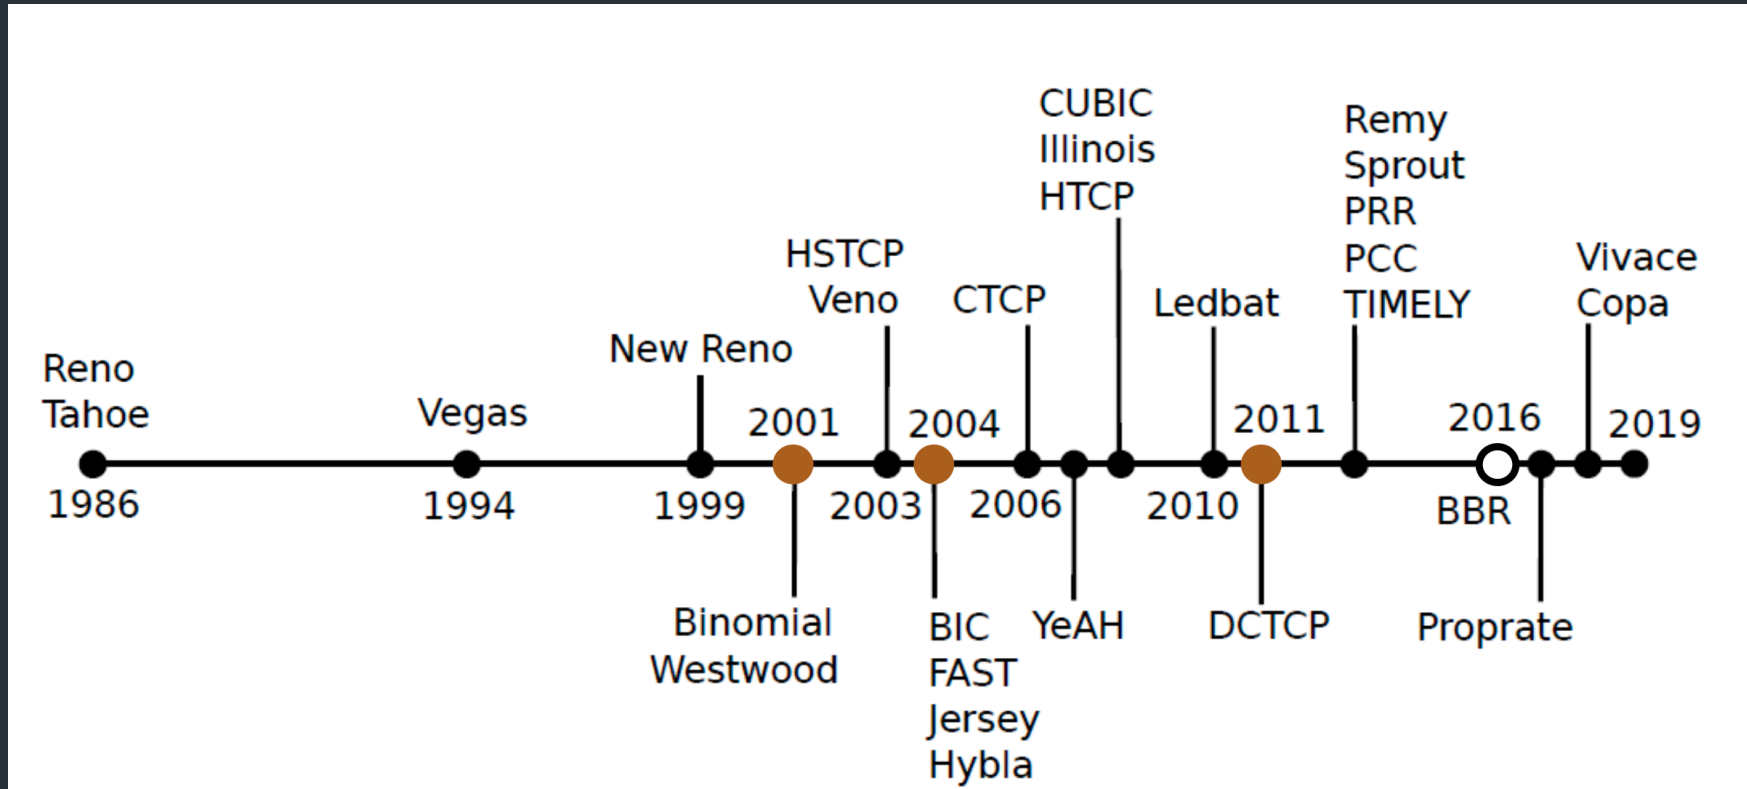 CUBIC
Illinois
HTCP
Remy
Sprout
PRR
PCC
TIMELY
HSTCP
Veno
CTCP
Ledbat
Vivace
Copa
New Reno
Reno
Tahoe
Vegas
2001
2004
2011
2016
2019
1986
1994
1999
2003
2006
2010
BBR
Binomial
Westwood
BIC
FAST
Jersey
Hybla
YeAH
DCTCP
Proprate